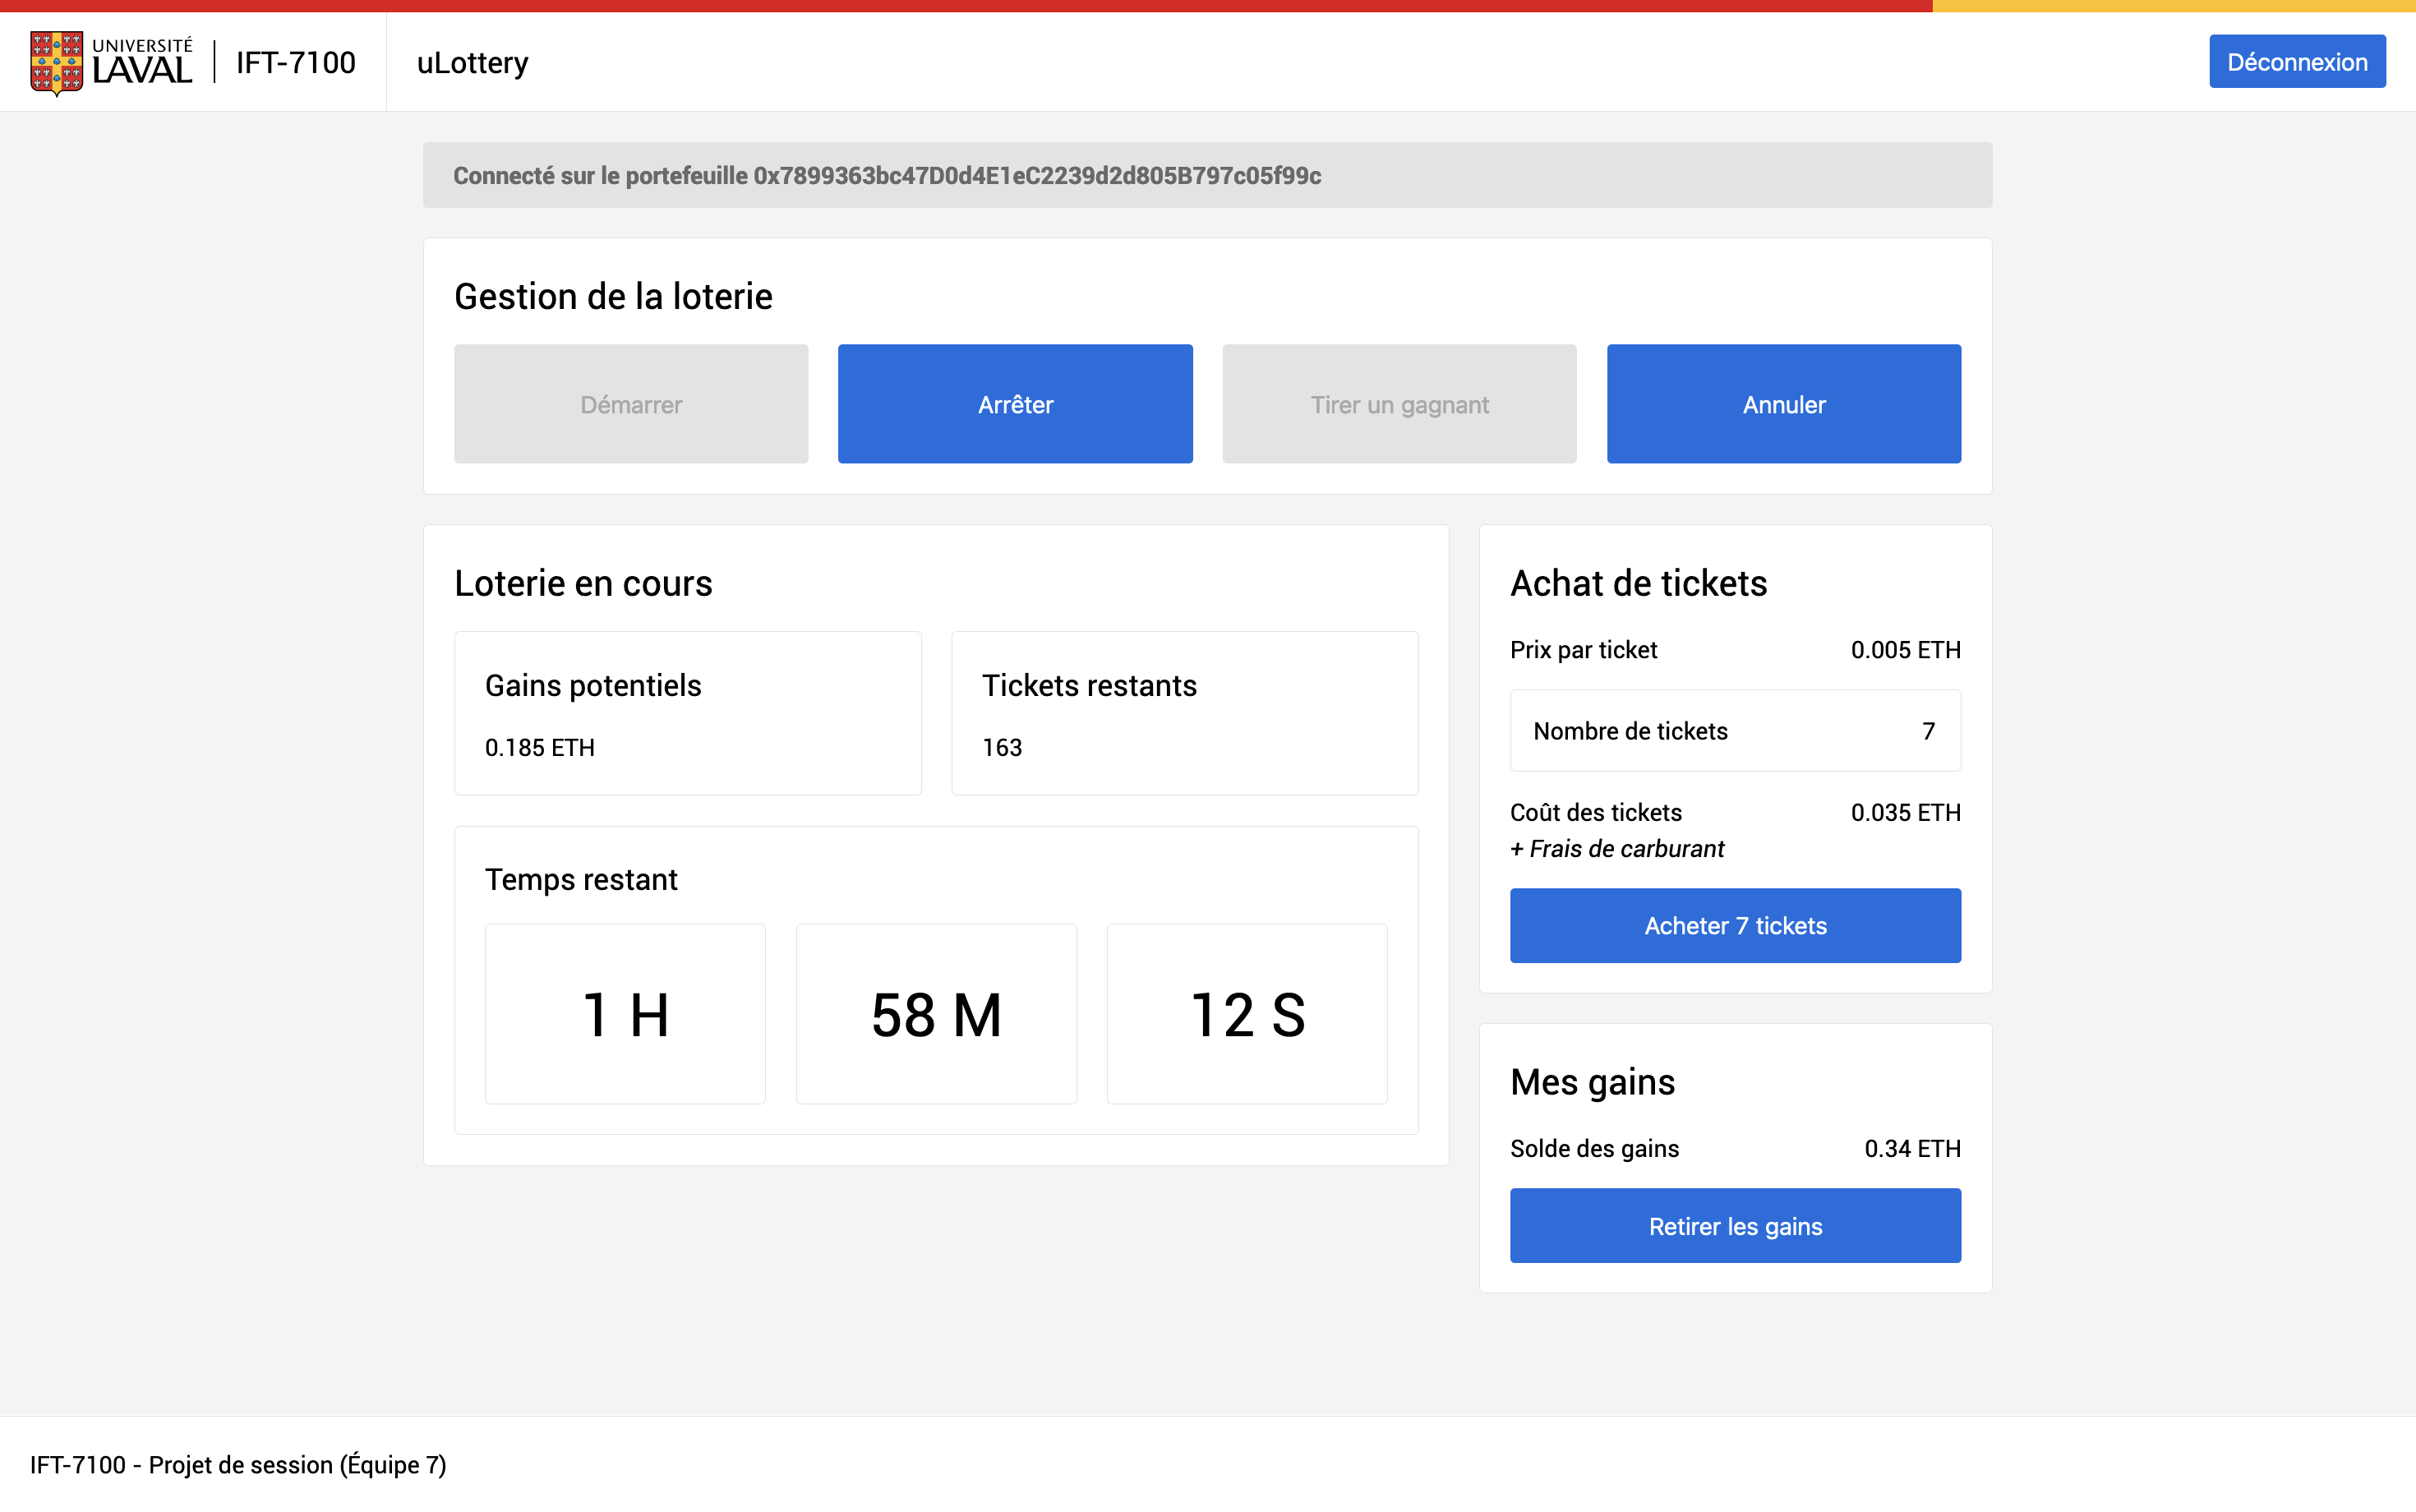 UNIVERSITÉ
LAVAL
IFT-7100
uLottery
Déconnexion
Connecté sur le portefeuille 0x7899363bc47D0d4E1eC2239d2d805B797c05f99c
Gestion de la loterie
Démarrer
Arrêter
Tirer un gagnant
Annuler
Loterie en cours
Gains potentiels
0.185 ETH
Tickets restants
163
Temps restant
1 H
58 M
12 S
Achat de tickets
Prix par ticket 0.005 ETH
Nombre de tickets 7
Coût des tickets 0.035 ETH
+ Frais de carburant
Acheter 7 tickets
Mes gains
Solde des gains 0.34 ETH
Retirer les gains
IFT-7100 - Projet de session (Équipe 7)